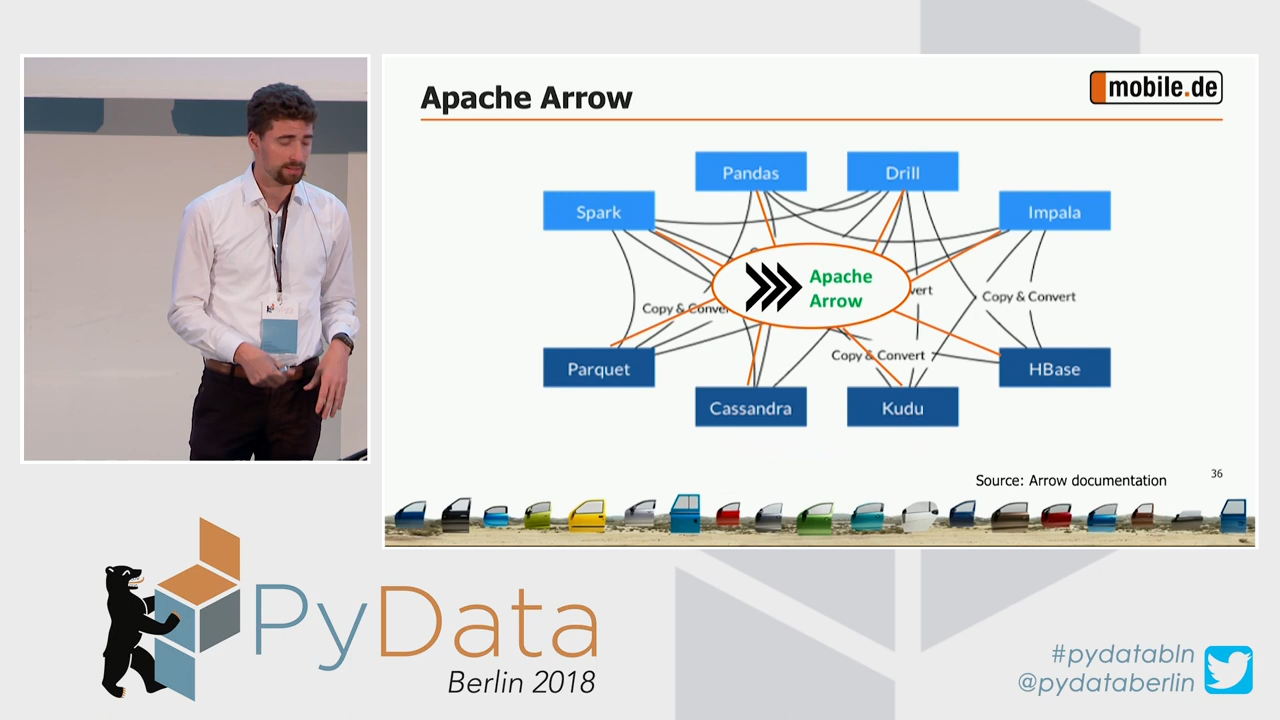 Apache Arrow
mobile.de
Pandas
Drill
Spark
Impala
Apache
Arrow
vert
Copy & Convert
Copy & Conve
Copy & Convert
Parquet
HBase
Cassandra
Kudu
Source: Arrow documentation
36
PyData
Berlin 2018
#pydatabln
@pydataberlin